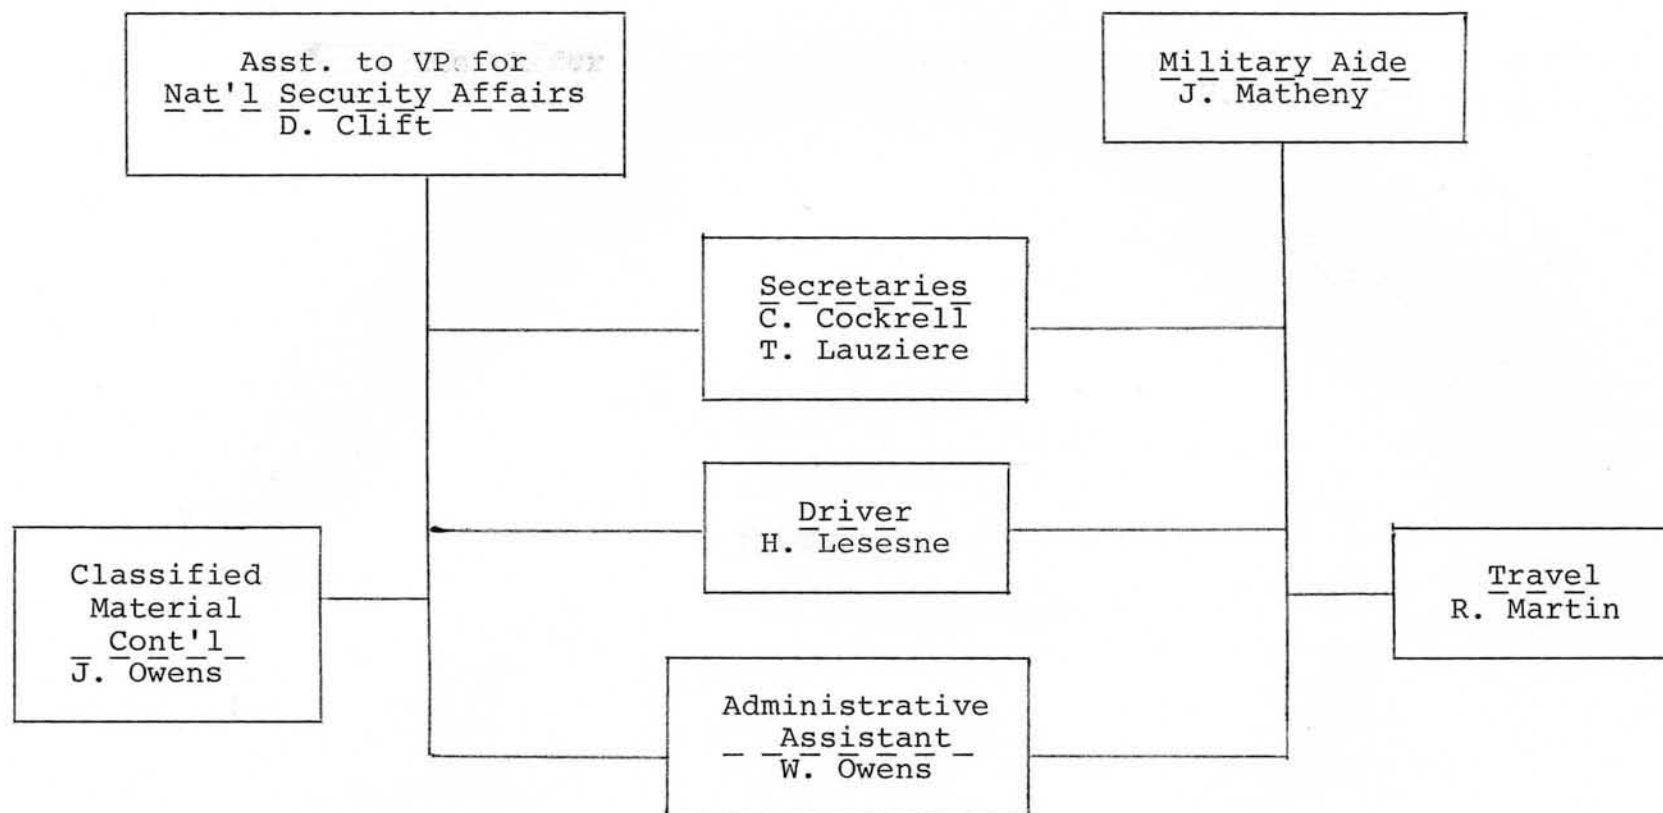 Asst. to VP for
Nat'l Security Affairs
D. Clift
Military Aide
J. Matheny
Secretaries
C. Cockrell
T. Lauziere
Driver
H. Lesesne
Classified
Material
Cont'l
J. Owens
Travel
R. Martin
Administrative
Assistant
W. Owens